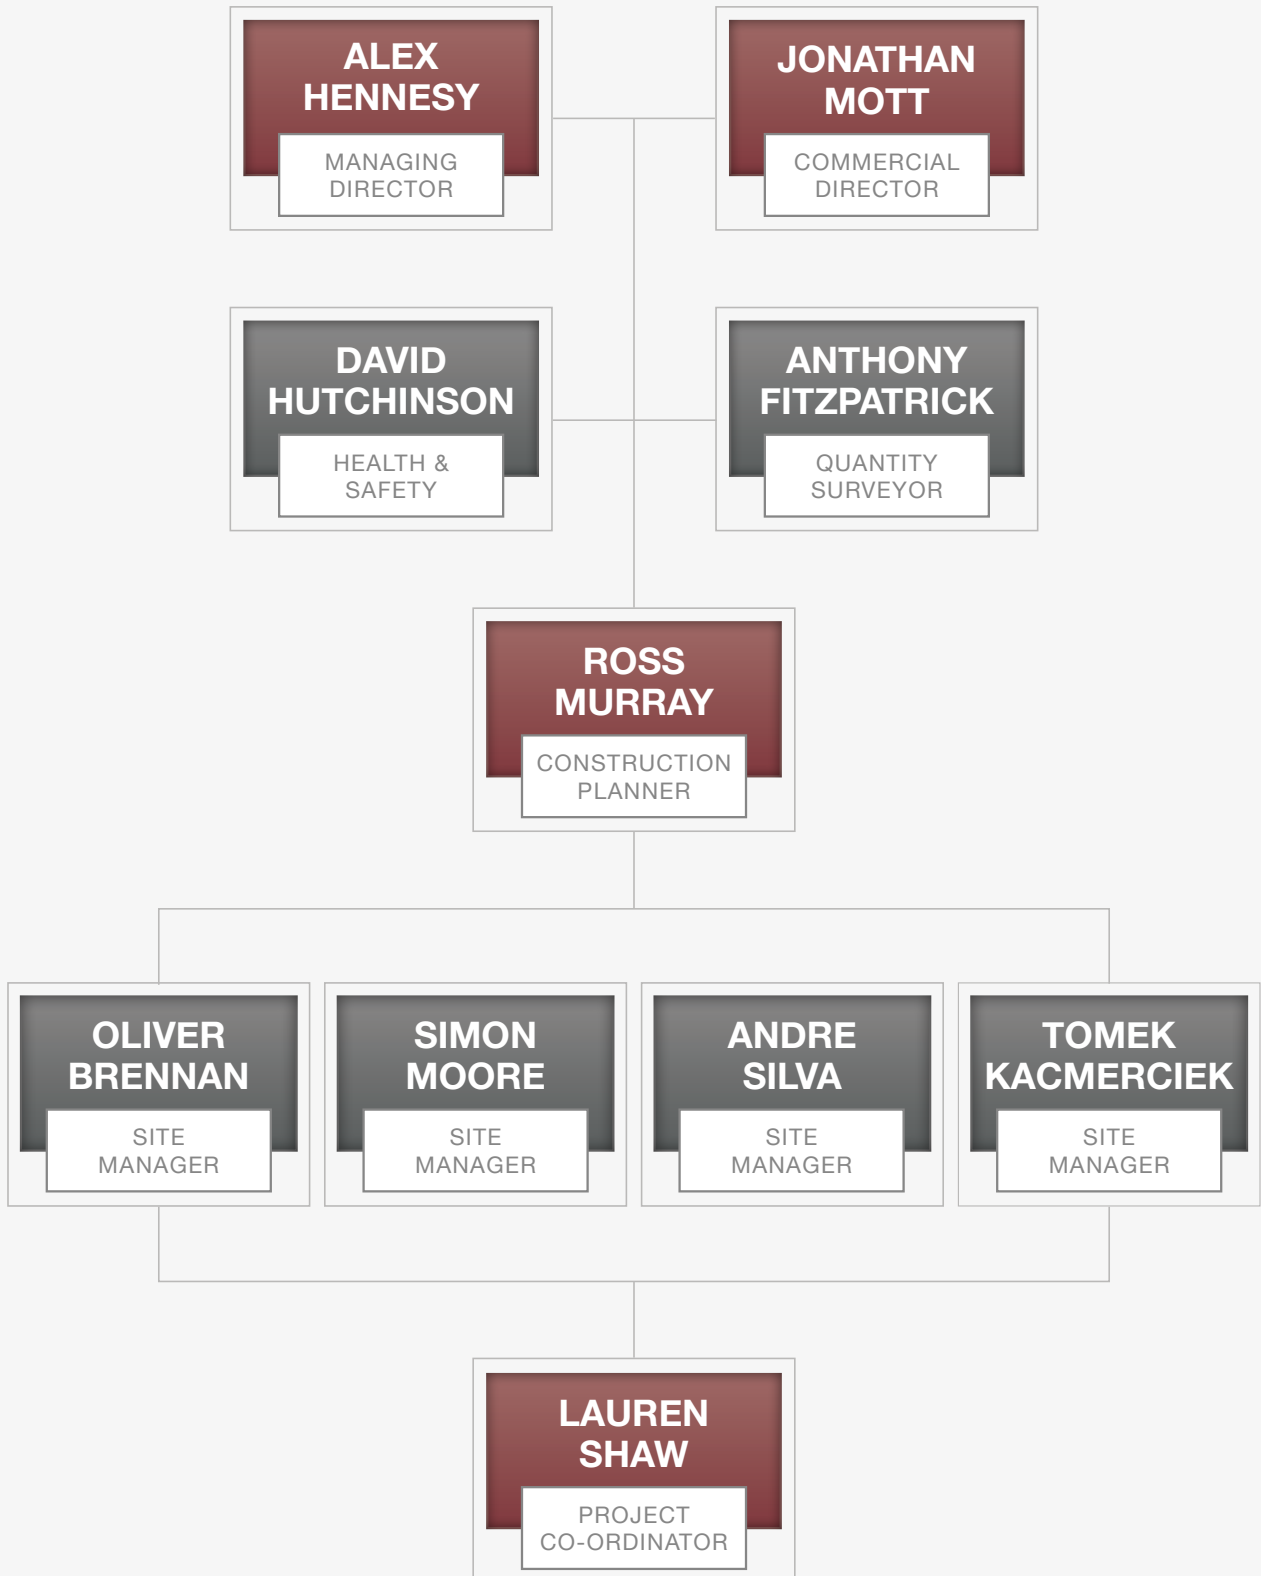 ALEX
HENNESY
MANAGING
DIRECTOR
JONATHAN
MOTT
COMMERCIAL
DIRECTOR
DAVID
HUTCHINSON
HEALTH &
SAFETY
ANTHONY
FITZPATRICK
QUANTITY
SURVEYOR
ROSS
MURRAY
CONSTRUCTION
PLANNER
OLIVER
BRENNAN
SITE
MANAGER
SIMON
MOORE
SITE
MANAGER
ANDRE
SILVA
SITE
MANAGER
TOMEK
KACMERCIEK
SITE
MANAGER
LAUREN
SHAW
PROJECT
CO-ORDINATOR